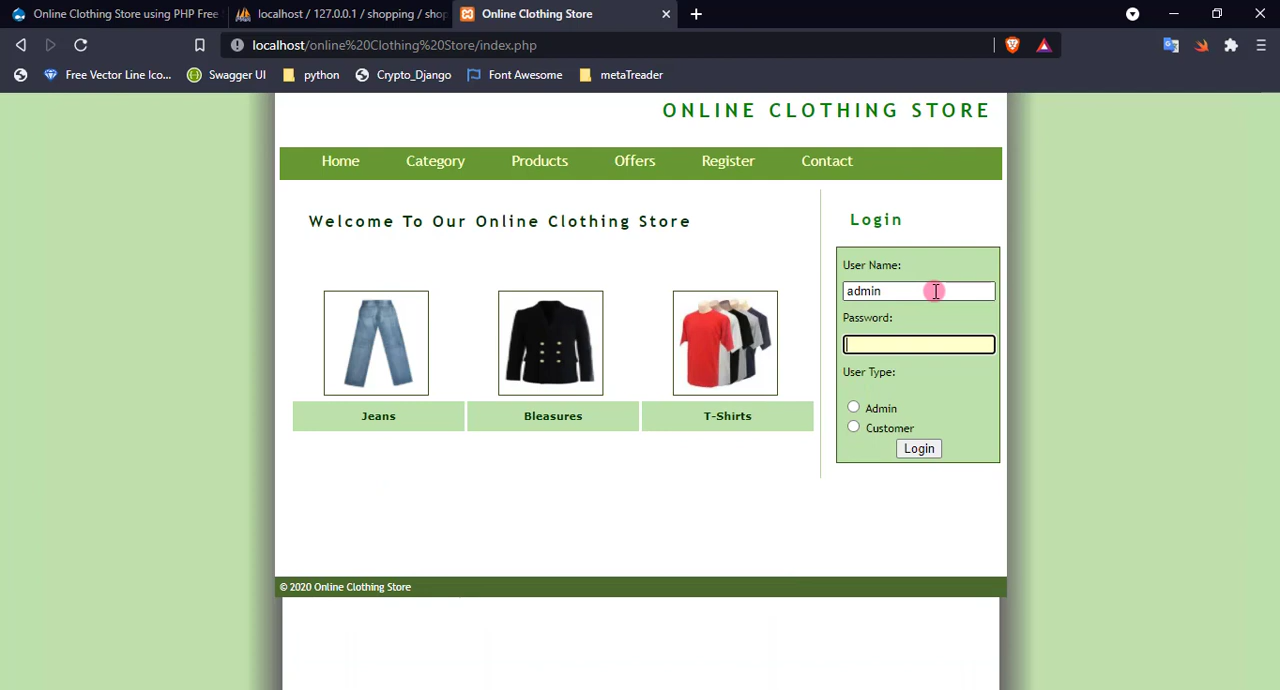 Online Clothing Store using PHP Free
localhost / 127.0.0.1 / shopping / shop
Online Clothing Store
localhost/online%20Clothing%20Store/index.php
Free Vector Line Ico...
Swagger UI
python
Crypto_Django
Font Awesome
metaTreader
ONLINE CLOTHING STORE
Home Category Products Offers Register Contact
Welcome To Our Online Clothing Store
Jeans
Bleasures
T-Shirts
Login
User Name:
admin
Password:
User Type:
Admin
Customer
Login
© 2020 Online Clothing Store